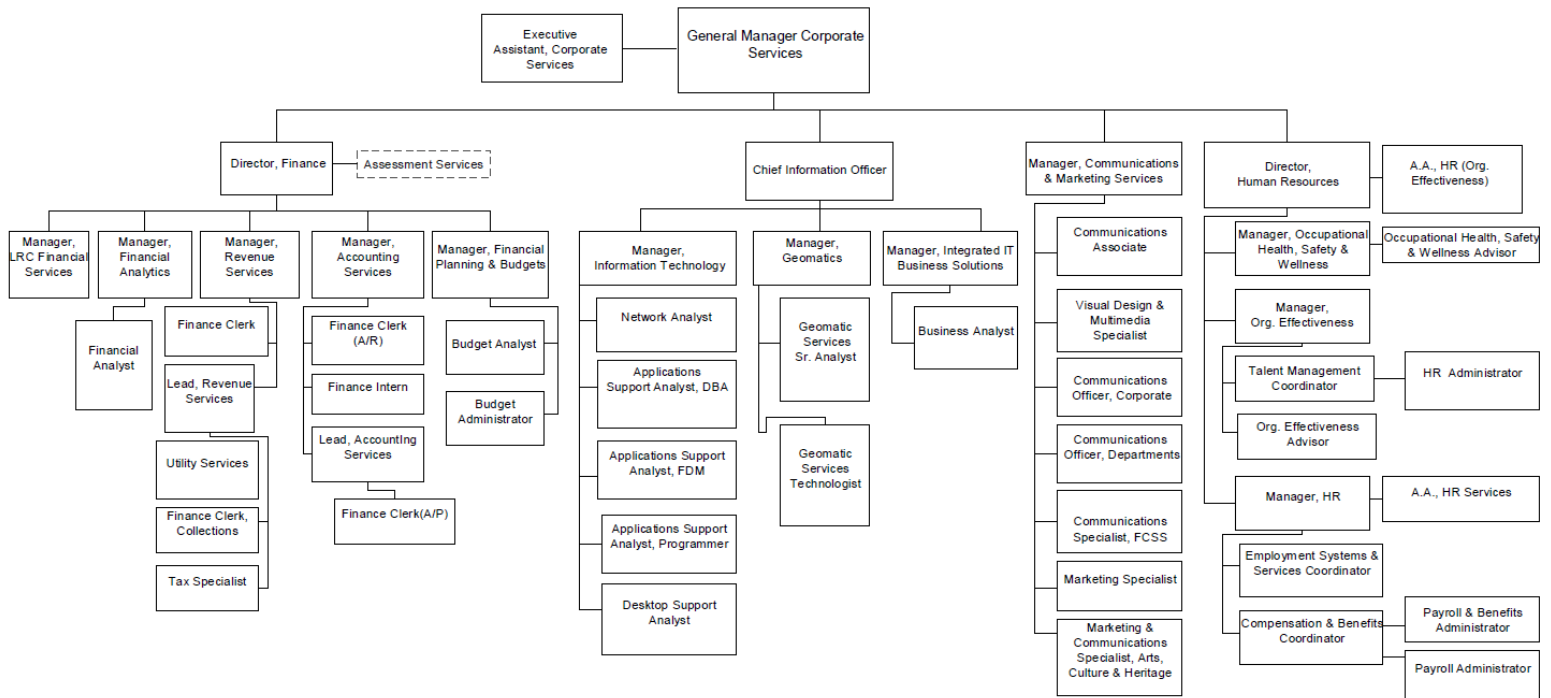 Executive
Assistant, Corporate
Services
General Manager Corporate
Services
Director, Finance
Assessment Services
Chief Information Officer
Manager, Communications
& Marketing Services
Director,
Human Resources
A.A., HR (Org.
Effectiveness)
Manager,
LRC Financial
Services
Manager,
Financial
Analytics
Manager,
Revenue
Services
Manager,
Accounting
Services
Manager, Financial
Planning & Budgets
Manager,
Information Technology
Manager,
Geomatics
Manager, Integrated IT
Business Solutions
Communications
Associate
Manager, Occupational
Health, Safety &
Wellness
Occupational Health, Safety
& Wellness Advisor
Financial
Analyst
Finance Clerk
Lead, Revenue
Services
Utility Services
Finance Clerk,
Collections
Tax Specialist
Finance Clerk
(A/R)
Finance Intern
Lead, AccountIng
Services
Finance Clerk(A/P)
Budget Analyst
Budget
Administrator
Network Analyst
Applications
Support Analyst, DBA
Applications Support
Analyst, FDM
Applications Support
Analyst, Programmer
Desktop Support
Analyst
Geomatic
Services
Sr. Analyst
Geomatic
Services
Technologist
Business Analyst
Visual Design &
Multimedia
Specialist
Communications
Officer, Corporate
Communications
Officer, Departments
Communications
Specialist, FCSS
Marketing Specialist
Marketing &
Communications
Specialist, Arts,
Culture & Heritage
Manager,
Org. Effectiveness
Talent Management
Coordinator
HR Administrator
Org. Effectiveness
Advisor
Manager, HR
A.A., HR Services
Employment Systems &
Services Coordinator
Compensation & Benefits
Coordinator
Payroll & Benefits
Administrator
Payroll Administrator